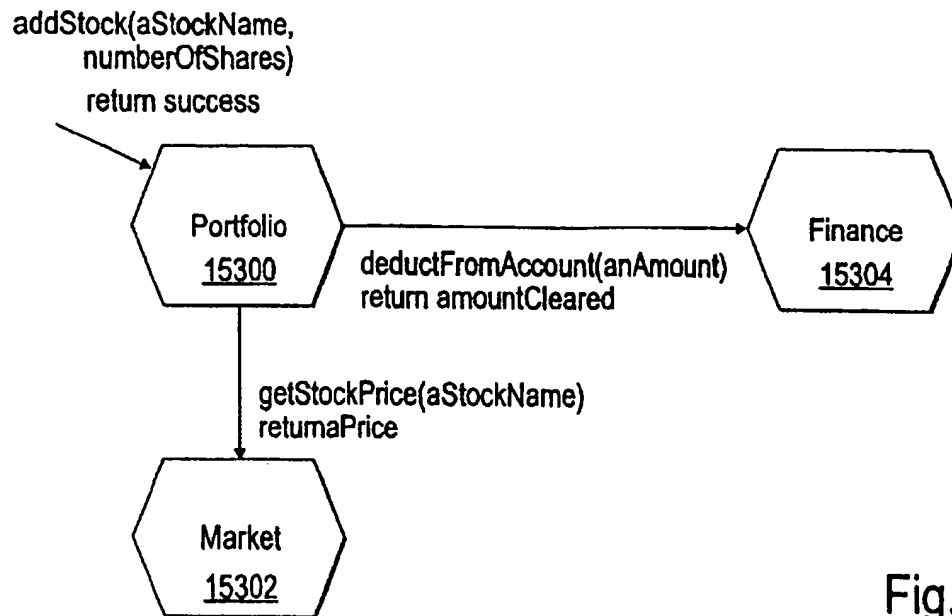 addStock(aStockName,
numberOfShares)
return success
Portfolio
15300
Finance
15304
deductFromAccount(anAmount)
return amountCleared
getStockPrice(aStockName)
returnaPrice
Market
15302
Fig.